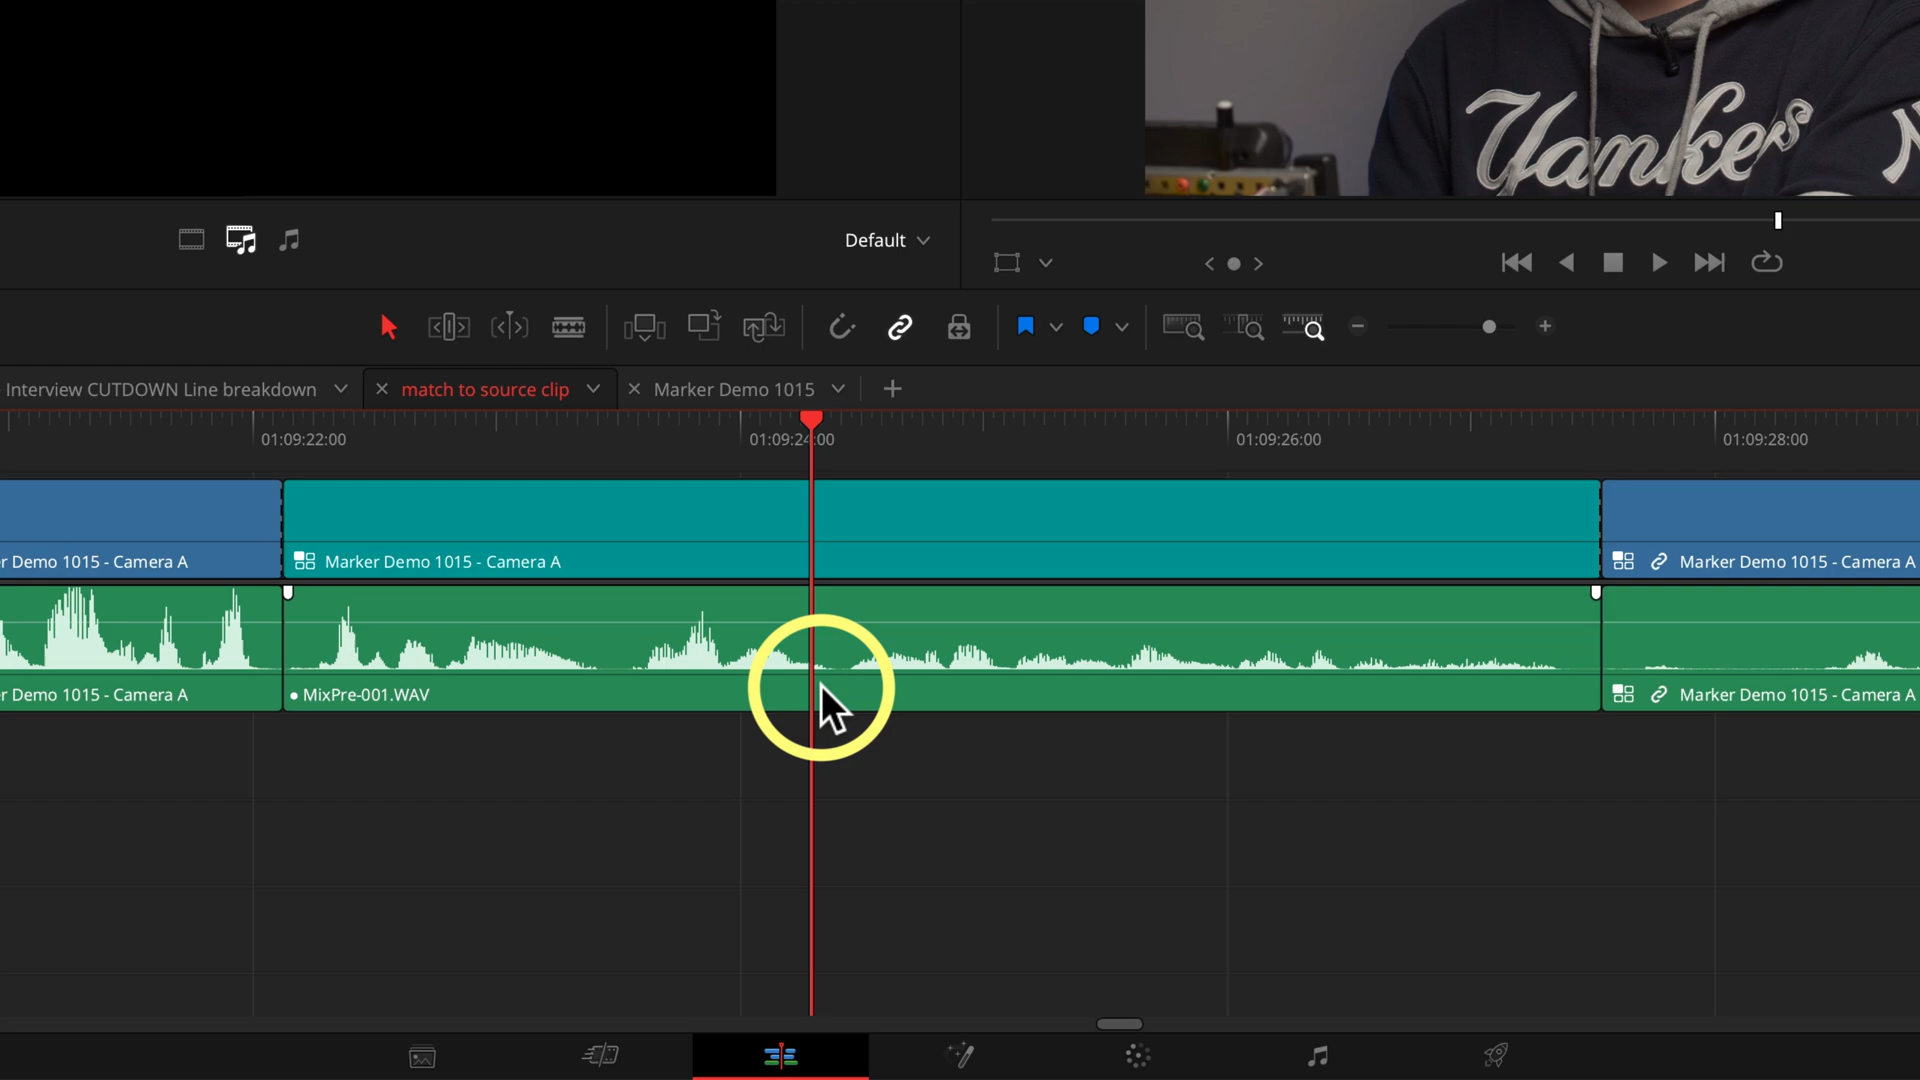 Yankees
N
Default
Interview CUTDOWN Line breakdown
match to source clip
Marker Demo 1015
01:09:22:00
01:09:24:00
01:09:26:00
01:09:28:00
r Demo 1015 - Camera A
Marker Demo 1015 - Camera A
Marker Demo 1015 - Camera A
r Demo 1015 - Camera A
MixPre-001.WAV
Marker Demo 1015 - Camera A